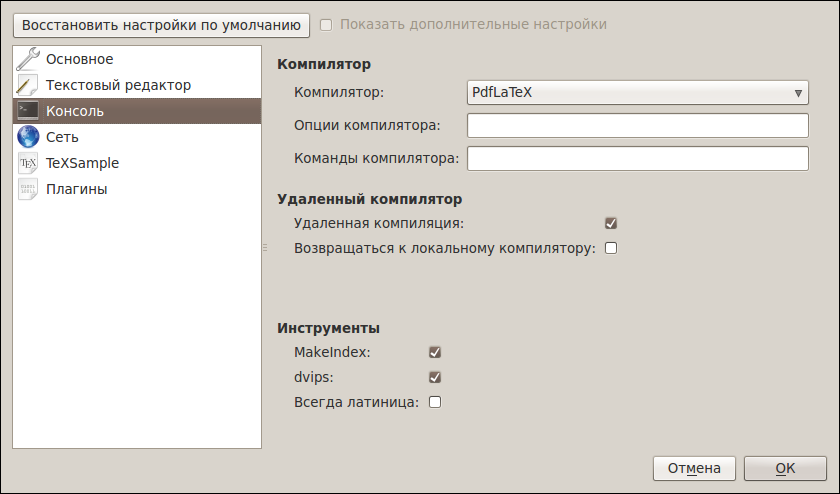 Восстановить настройки по умолчанию
Показать дополнительные настройки
Основное
Текстовый редактор
Консоль
Сеть
TeXSample
Плагины
Компилятор
Компилятор: PdfLaTeX
Опции компилятора:
Команды компилятора:
Удаленный компилятор
Удаленная компиляция:
Возвращаться к локальному компилятору:
Инструменты
MakeIndex:
dvips:
Всегда латиница:
Отмена
OK